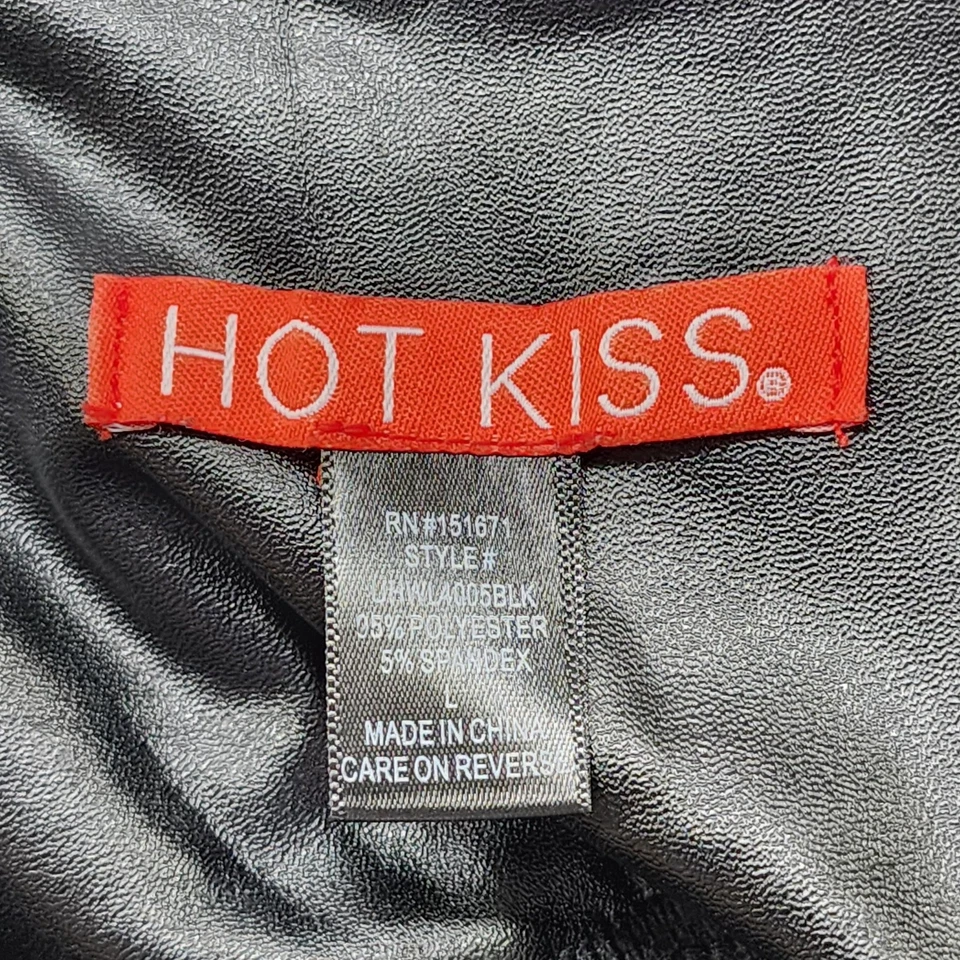 HOT KISS®
RN #151671
STYLE #
95% POLYESTER
5% SPANDEX
L
MADE IN CHINA
CARE ON REVERSE